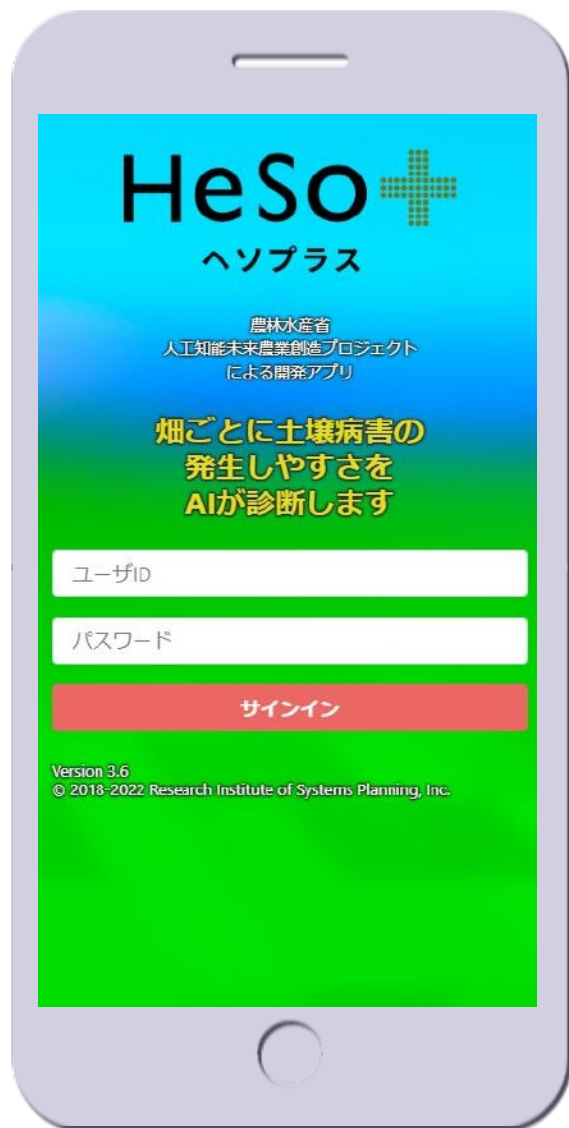 HeSo+
ヘソプラス
農林水産省
人工知能未来農業創造プロジェクト
による開発アプリ
畑ごとに土壌病害の
発生しやすさを
AIが診断します
ユーザID
パスワード
サインイン
Version 3.6
© 2018-2022 Research Institute of Systems Planning, Inc.